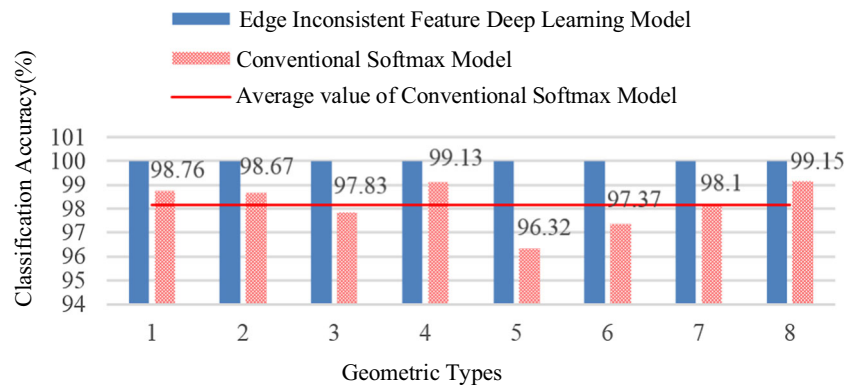 Edge Inconsistent Feature Deep Learning Model
Conventional Softmax Model
Average value of Conventional Softmax Model
Classification Accuracy(%)
101
100
99
98
97
96
95
94
98.76
98.67
97.83
99.13
96.32
97.37
98.1
99.15
1 2 3 4 5 6 7 8
Geometric Types